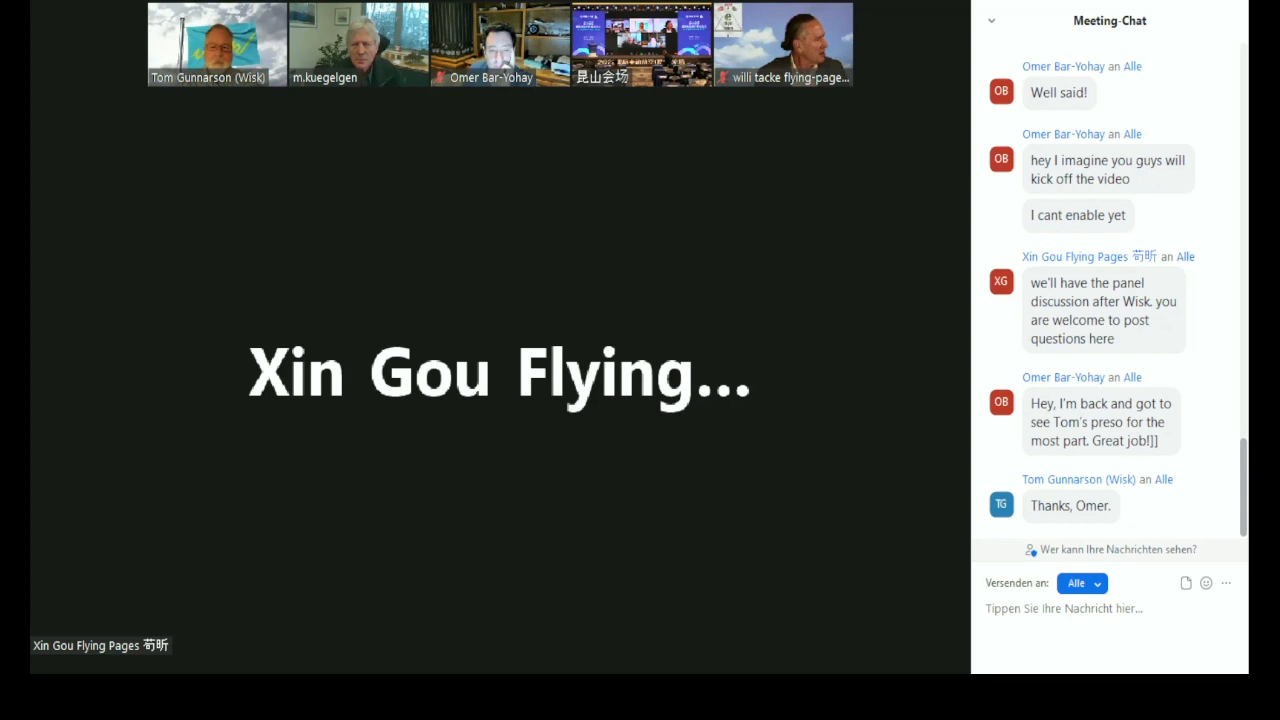 Tom Gunnarson (Wisk)
m.kuegelgen
Omer Bar-Yohay
昆山会场
willi tacke flying-page...
Xin Gou Flying...
Xin Gou Flying Pages 苟昕
Meeting-Chat
Omer Bar-Yohay an Alle
OB
Well said!
Omer Bar-Yohay an Alle
OB
hey I imagine you guys will
kick off the video
I cant enable yet
Xin Gou Flying Pages 苟昕 an Alle
XG
we'll have the panel
discussion after Wisk. you
are welcome to post
questions here
Omer Bar-Yohay an Alle
OB
Hey, I'm back and got to
see Tom's preso for the
most part. Great job!]]
Tom Gunnarson (Wisk) an Alle
TG
Thanks, Omer.
Wer kann Ihre Nachrichten sehen?
Versenden an: Alle
Tippen Sie Ihre Nachricht hier...